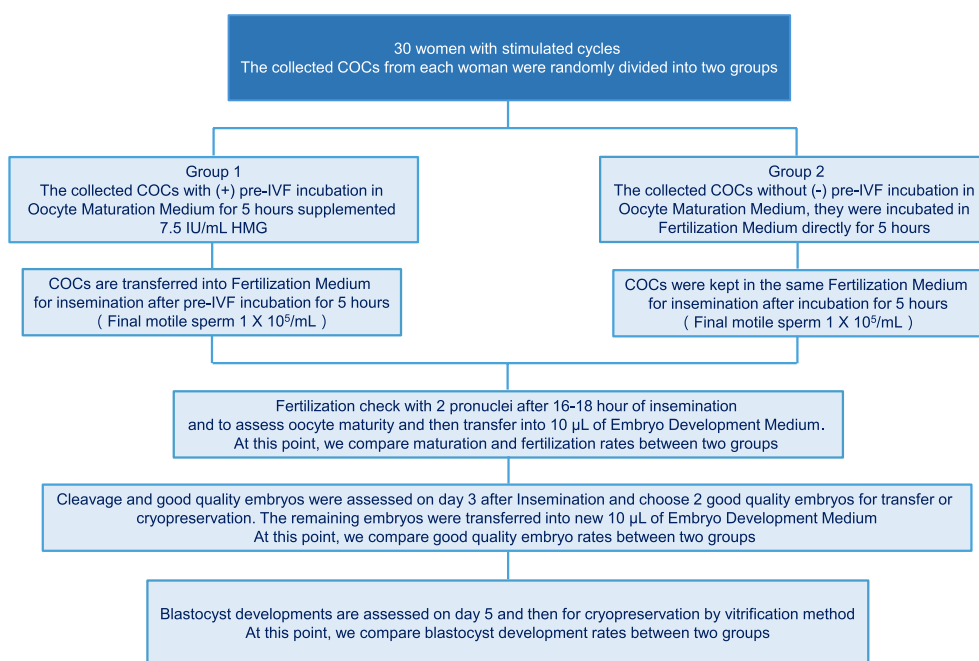 30 women with stimulated cycles
The collected COCs from each woman were randomly divided into two groups
Group 1
The collected COCs with (+) pre-IVF incubation in
Oocyte Maturation Medium for 5 hours supplemented
7.5 IU/mL HMG
Group 2
The collected COCs without (-) pre-IVF incubation in
Oocyte Maturation Medium, they were incubated in
Fertilization Medium directly for 5 hours
COCs are transferred into Fertilization Medium
for insemination after pre-IVF incubation for 5 hours
( Final motile sperm 1 X 10⁵/mL )
COCs were kept in the same Fertilization Medium
for insemination after incubation for 5 hours
( Final motile sperm 1 X 10⁵/mL )
Fertilization check with 2 pronuclei after 16-18 hour of insemination
and to assess oocyte maturity and then transfer into 10 µL of Embryo Development Medium.
At this point, we compare maturation and fertilization rates between two groups
Cleavage and good quality embryos were assessed on day 3 after Insemination and choose 2 good quality embryos for transfer or
cryopreservation. The remaining embryos were transferred into new 10 µL of Embryo Development Medium
At this point, we compare good quality embryo rates between two groups
Blastocyst developments are assessed on day 5 and then for cryopreservation by vitrification method
At this point, we compare blastocyst development rates between two groups